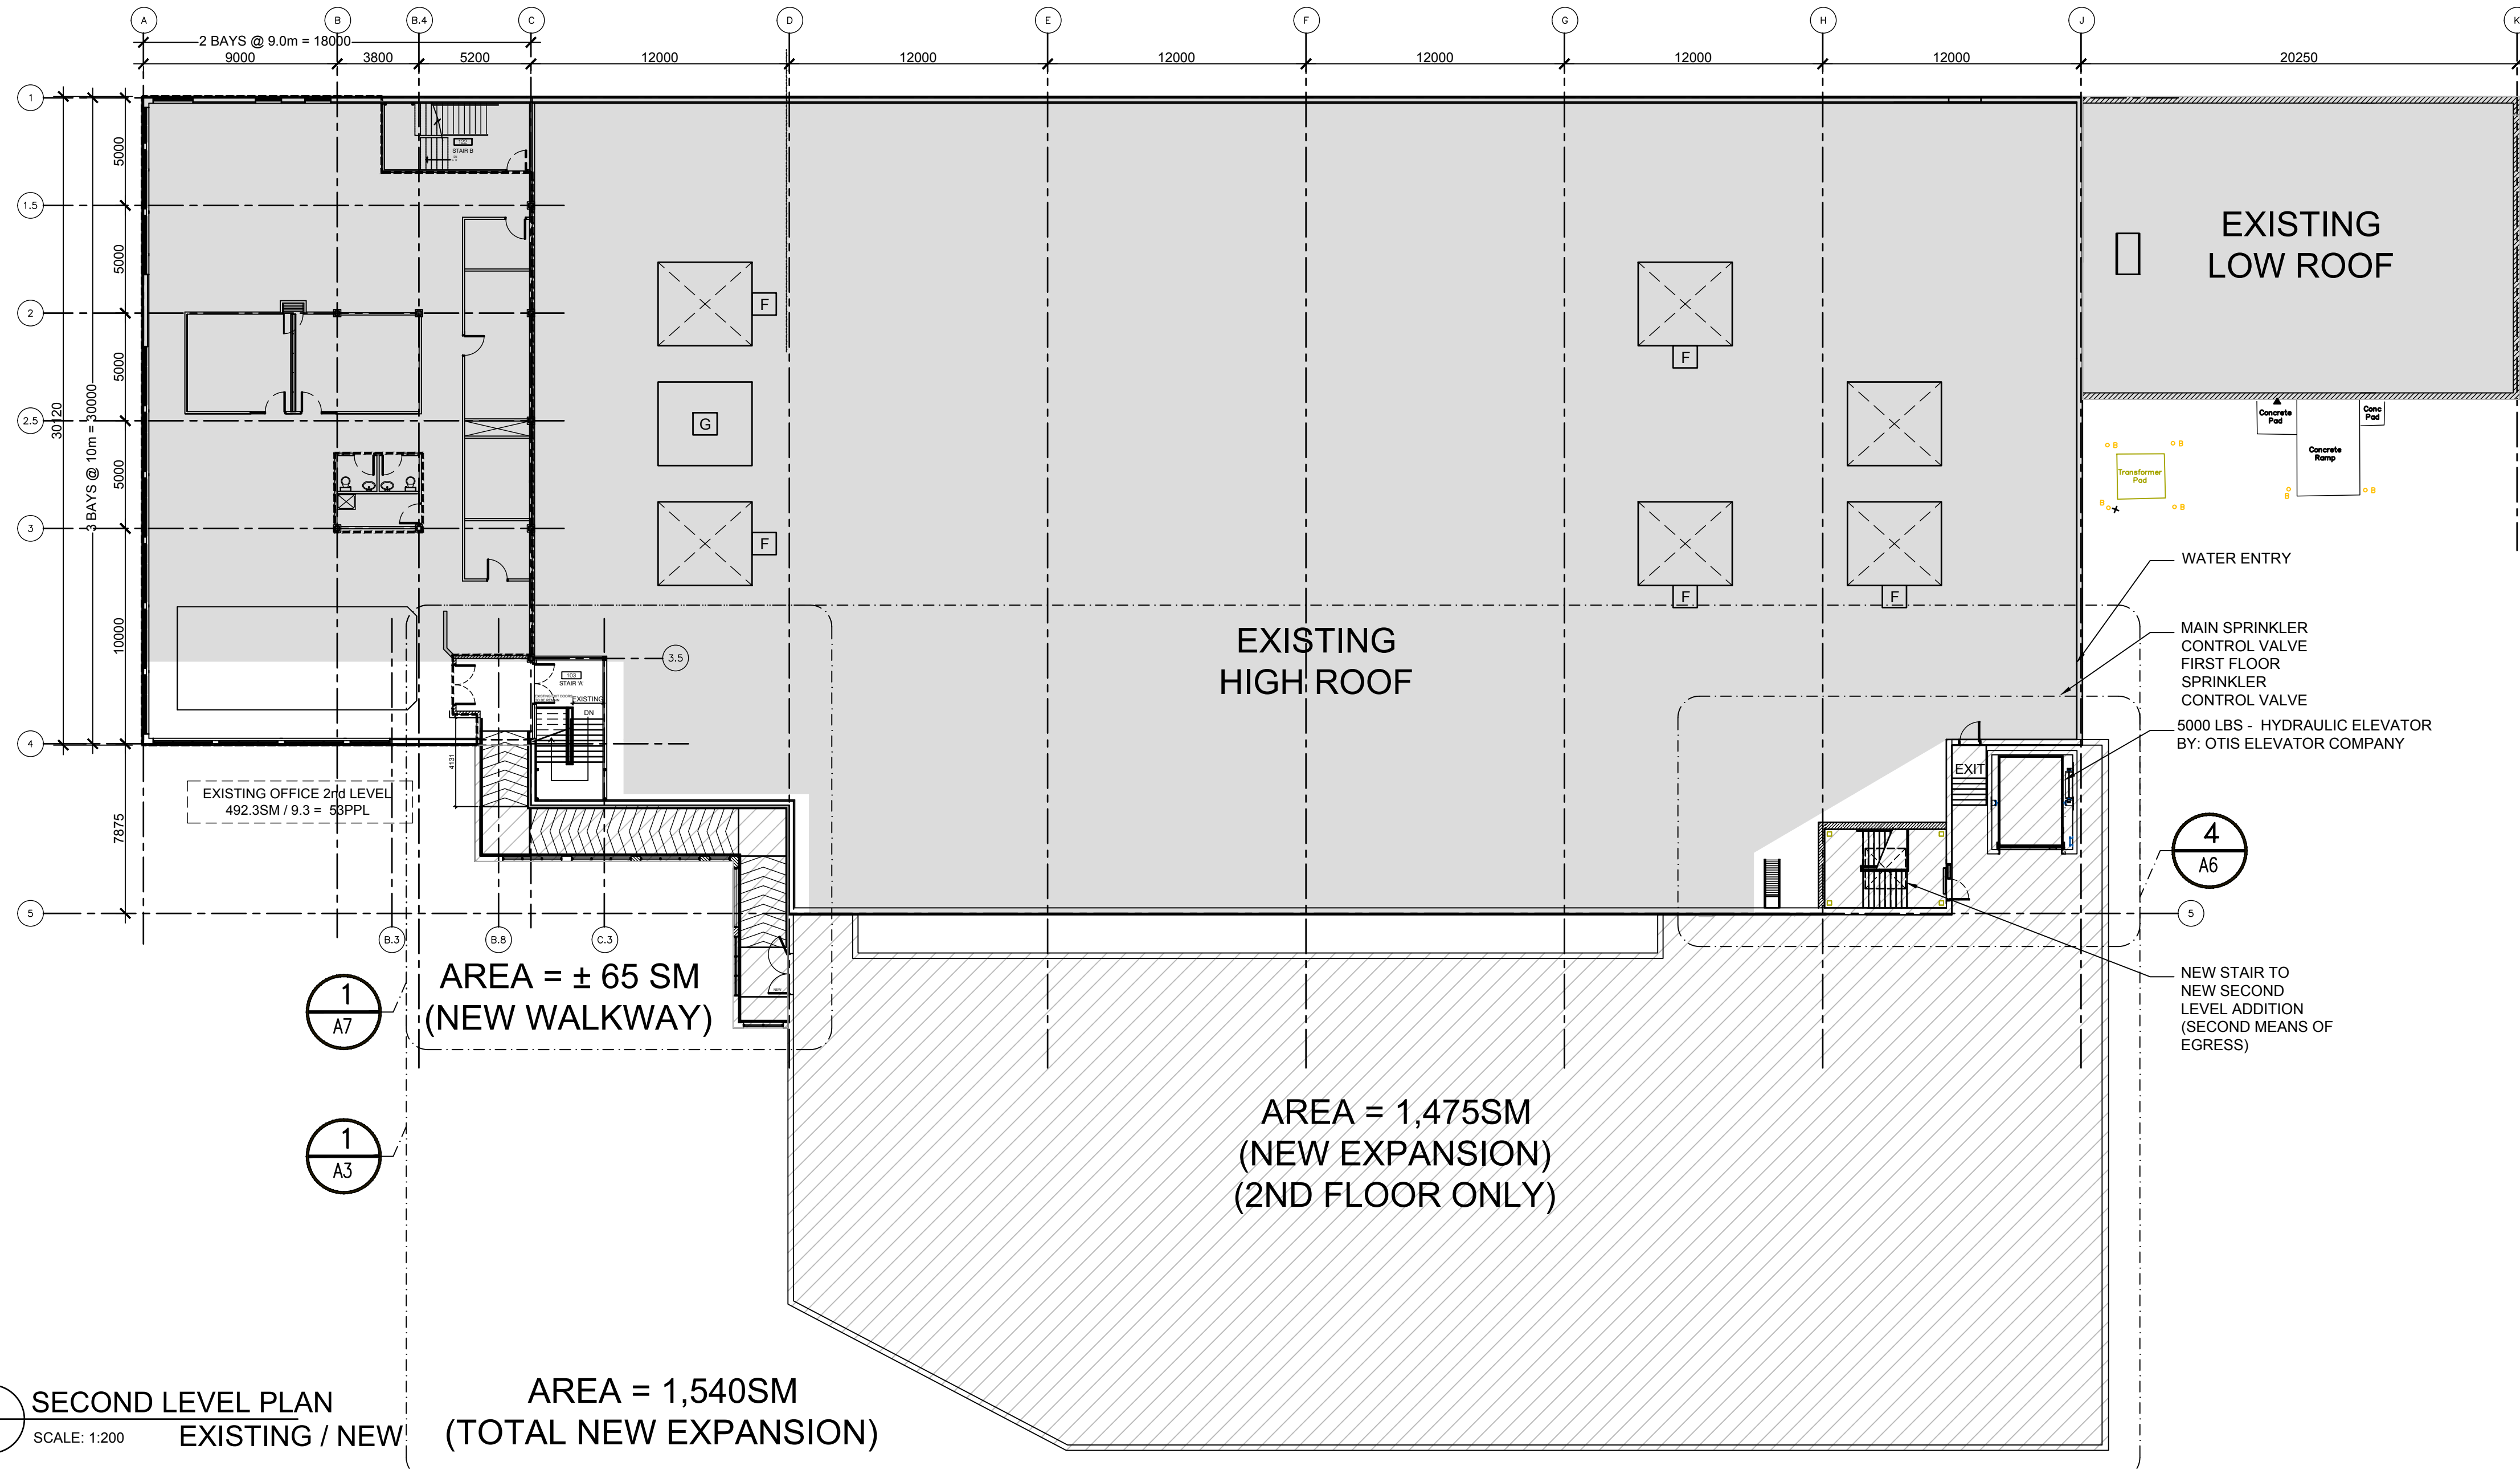 A
B
B.4
C
D
E
F
G
H
J
K
2 BAYS @ 9.0m = 18000
9000
3800
5200
12000
12000
12000
12000
12000
12000
20250
1
1.5
2
2.5
3
4
5
30120
3 BAYS @ 10m = 30000
5000
5000
5000
5000
10000
7875
STAIR B
F
G
F
F
F
F
EXISTING
LOW ROOF
Concrete
Pad
Conc
Pad
Concrete
Ramp
Transformer
Pad
B
B
B
B
B
B
EXISTING
HIGH ROOF
3.5
103
STAIR 'A'
EXISTING
DN
4131
EXISTING OFFICE 2nd LEVEL
492.3SM / 9.3 = 53PPL
WATER ENTRY
MAIN SPRINKLER
CONTROL VALVE
FIRST FLOOR
SPRINKLER
CONTROL VALVE
5000 LBS - HYDRAULIC ELEVATOR
BY: OTIS ELEVATOR COMPANY
EXIT
4
A6
5
B.3
B.8
C.3
NEW STAIR TO
NEW SECOND
LEVEL ADDITION
(SECOND MEANS OF
EGRESS)
AREA = ± 65 SM
(NEW WALKWAY)
1
A7
1
A3
AREA = 1,475SM
(NEW EXPANSION)
(2ND FLOOR ONLY)
AREA = 1,540SM
(TOTAL NEW EXPANSION)
SECOND LEVEL PLAN
SCALE: 1:200
EXISTING / NEW